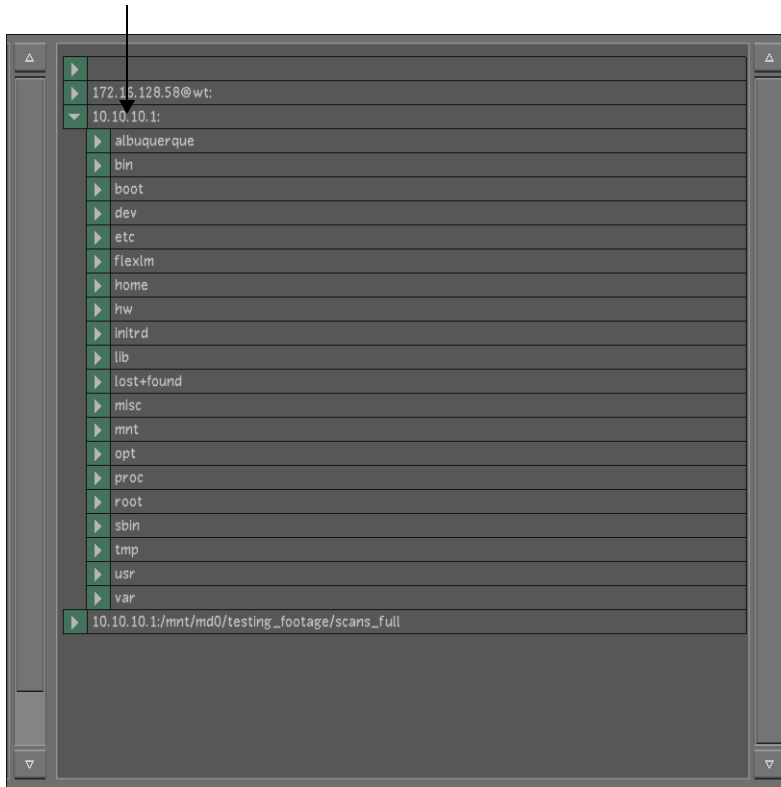 172.16.128.58@wt:
10.10.10.1:
albuquerque
bin
boot
dev
etc
flexlm
home
hw
initrd
lib
lost+found
misc
mnt
opt
proc
root
sbin
tmp
usr
var
10.10.10.1:/mnt/md0/testing_footage/scans_full